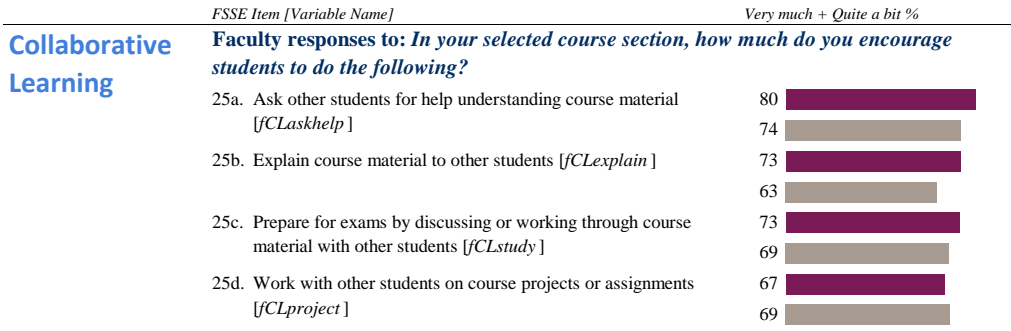 FSSE Item [Variable Name] Very much + Quite a bit %
Collaborative
Learning
Faculty responses to: In your selected course section, how much do you encourage
students to do the following?
25a. Ask other students for help understanding course material
[fCLaskhelp ]
80
74
25b. Explain course material to other students [fCLexplain ]
73
63
25c. Prepare for exams by discussing or working through course
material with other students [fCLstudy ]
73
69
25d. Work with other students on course projects or assignments
[fCLproject ]
67
69